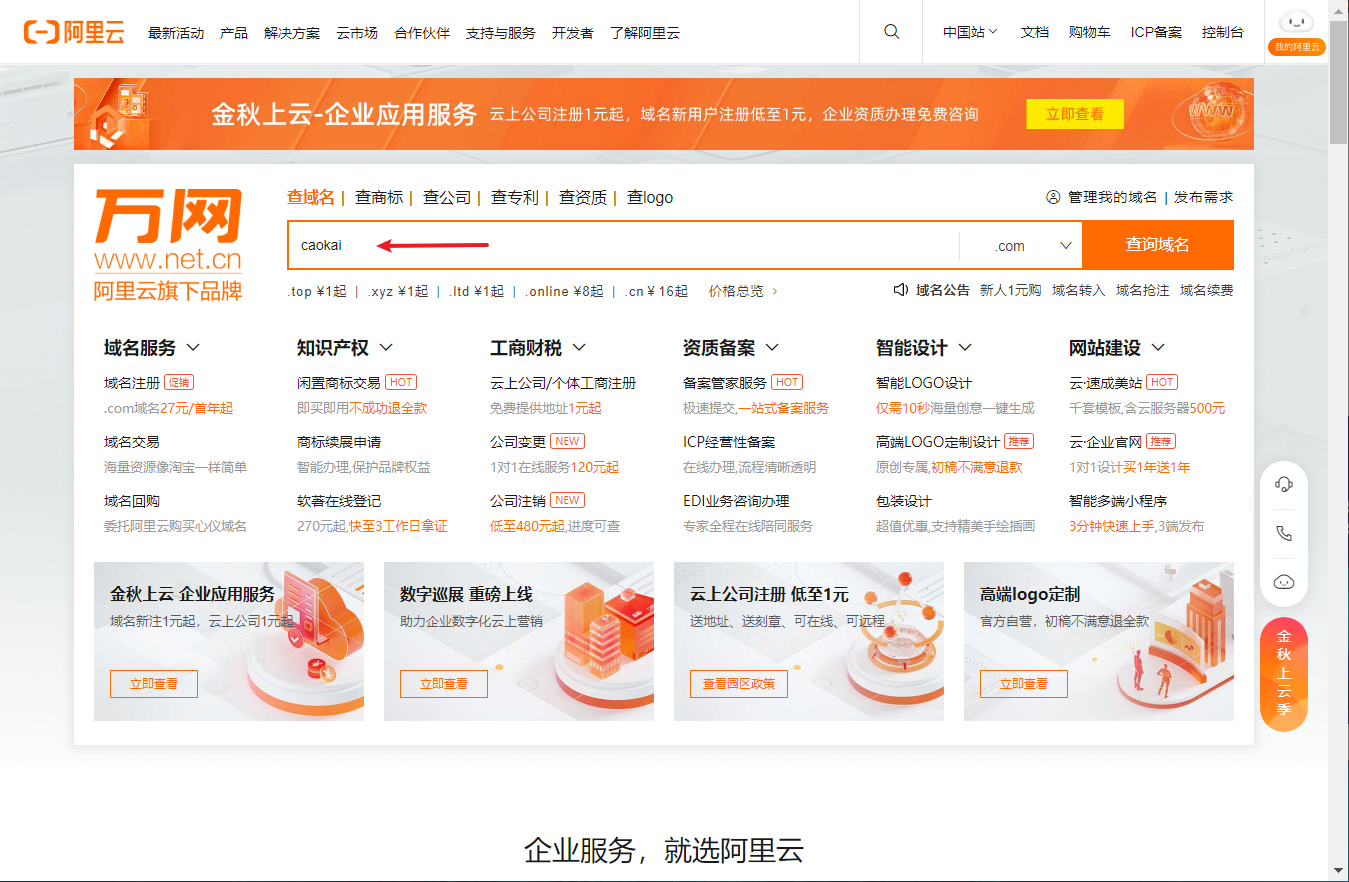 阿里云 最新活动 产品 解决方案 云市场 合作伙伴 支持与服务 开发者 了解阿里云 中国站 文档 购物车 ICP备案 控制台
我的阿里云
金秋上云-企业应用服务 云上公司注册1元起，域名新用户注册低至1元，企业资质办理免费咨询 立即查看 WWW
万网
www.net.cn
阿里云旗下品牌
查域名 | 查商标 | 查公司 | 查专利 | 查资质 | 查logo 管理我的域名 | 发布需求
caokai .com 查询域名
.top ¥1起 | .xyz ¥1起 | .ltd ¥1起 | .online ¥8起 | .cn ¥ 16起 价格总览 域名公告 新人1元购 域名转入 域名抢注 域名续费
域名服务 知识产权 工商财税 资质备案 智能设计 网站建设
域名注册 促销 闲置商标交易 HOT 云上公司/个体工商注册 备案管家服务 HOT 智能LOGO设计 云·速成美站 HOT
.com域名27元/首年起 即买即用不成功退全款 免费提供地址1元起 极速提交,一站式备案服务 仅需10秒海量创意一键生成 千套模板,含云服务器500元
域名交易 商标续展申请 公司变更 NEW ICP经营性备案 高端LOGO定制设计 推荐 云·企业官网 推荐
海量资源像淘宝一样简单 智能办理,保护品牌权益 1对1在线服务120元起 在线办理,流程清晰透明 原创专属,初稿不满意退款 1对1设计买1年送1年
域名回购 软著在线登记 公司注销 NEW EDI业务咨询办理 包装设计 智能多端小程序
委托阿里云购买心仪域名 270元起,快至3工作日拿证 低至480元起,进度可查 专家全程在线陪同服务 超值优惠,支持精美手绘插画 3分钟快速上手,3端发布
金秋上云 企业应用服务 数字巡展 重磅上线 云上公司注册 低至1元 高端logo定制
域名新注1元起，云上公司1元起 助力企业数字化云上营销 送地址、送刻章、可在线、可远程 官方自营，初稿不满意退全款
立即查看 立即查看 查看园区政策 立即查看
金秋上云季
企业服务，就选阿里云